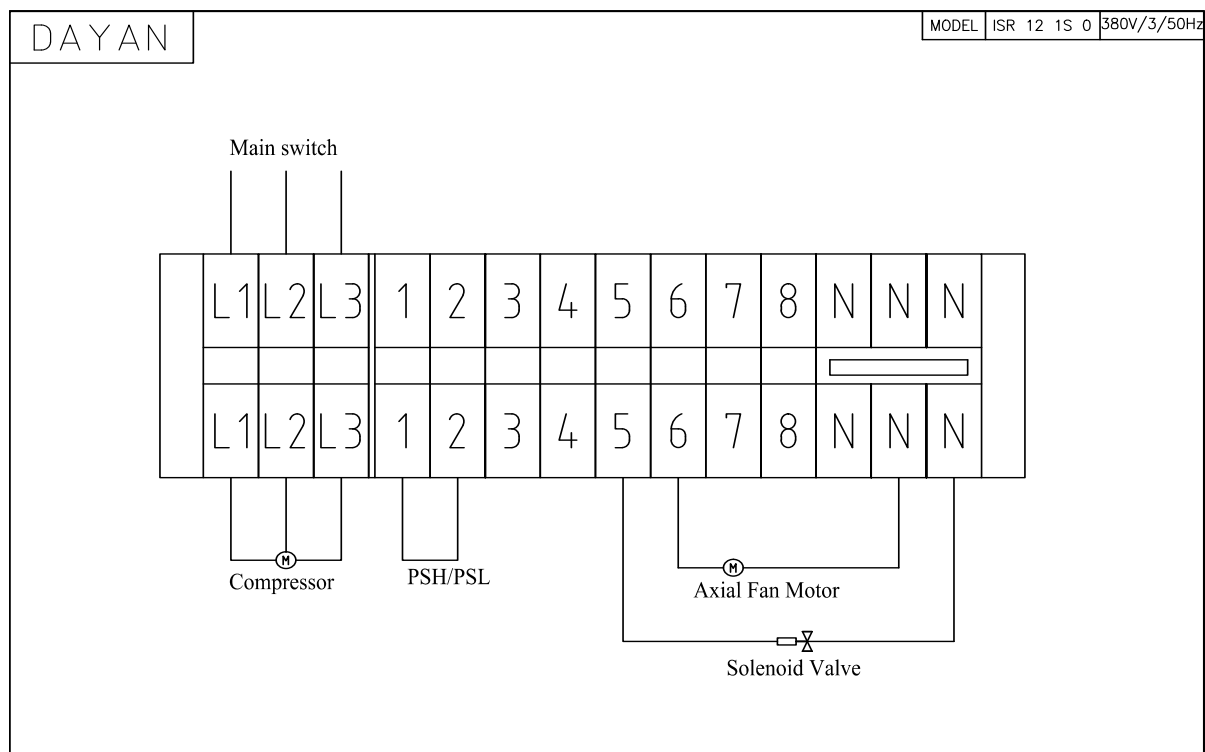 DAYAN
MODEL ISR 12 1S 0 380V/3/50Hz
Main switch
L1 L2 L3 1 2 3 4 5 6 7 8 N N N
L1 L2 L3 1 2 3 4 5 6 7 8 N N N
M
Compressor
PSH/PSL
M
Axial Fan Motor
Solenoid Valve